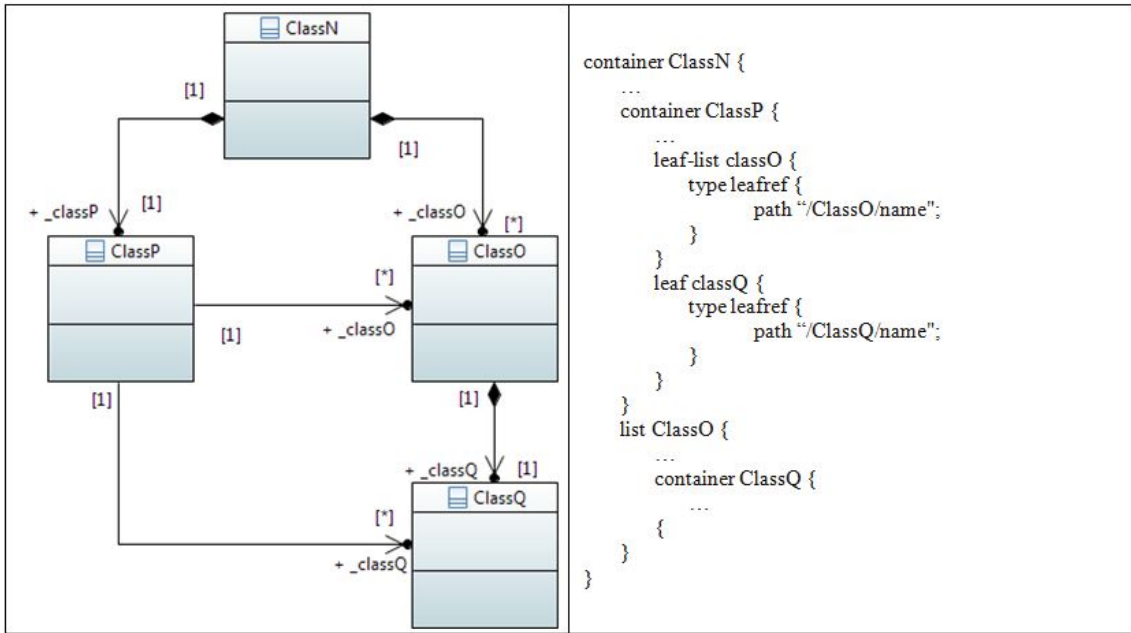 ClassN
[1]
[1]
+ _classP
[1]
+ _classO
[*]
ClassP
ClassO
[*]
[1]
+ _classO
[1]
[1]
+ _classQ
[1]
ClassQ
[*]
+ _classQ
container ClassN {
…
container ClassP {
…
leaf-list classO {
type leafref {
path “/ClassO/name";
}
}
leaf classQ {
type leafref {
path “/ClassQ/name";
}
}
}
list ClassO {
…
container ClassQ {
…
{
}
}